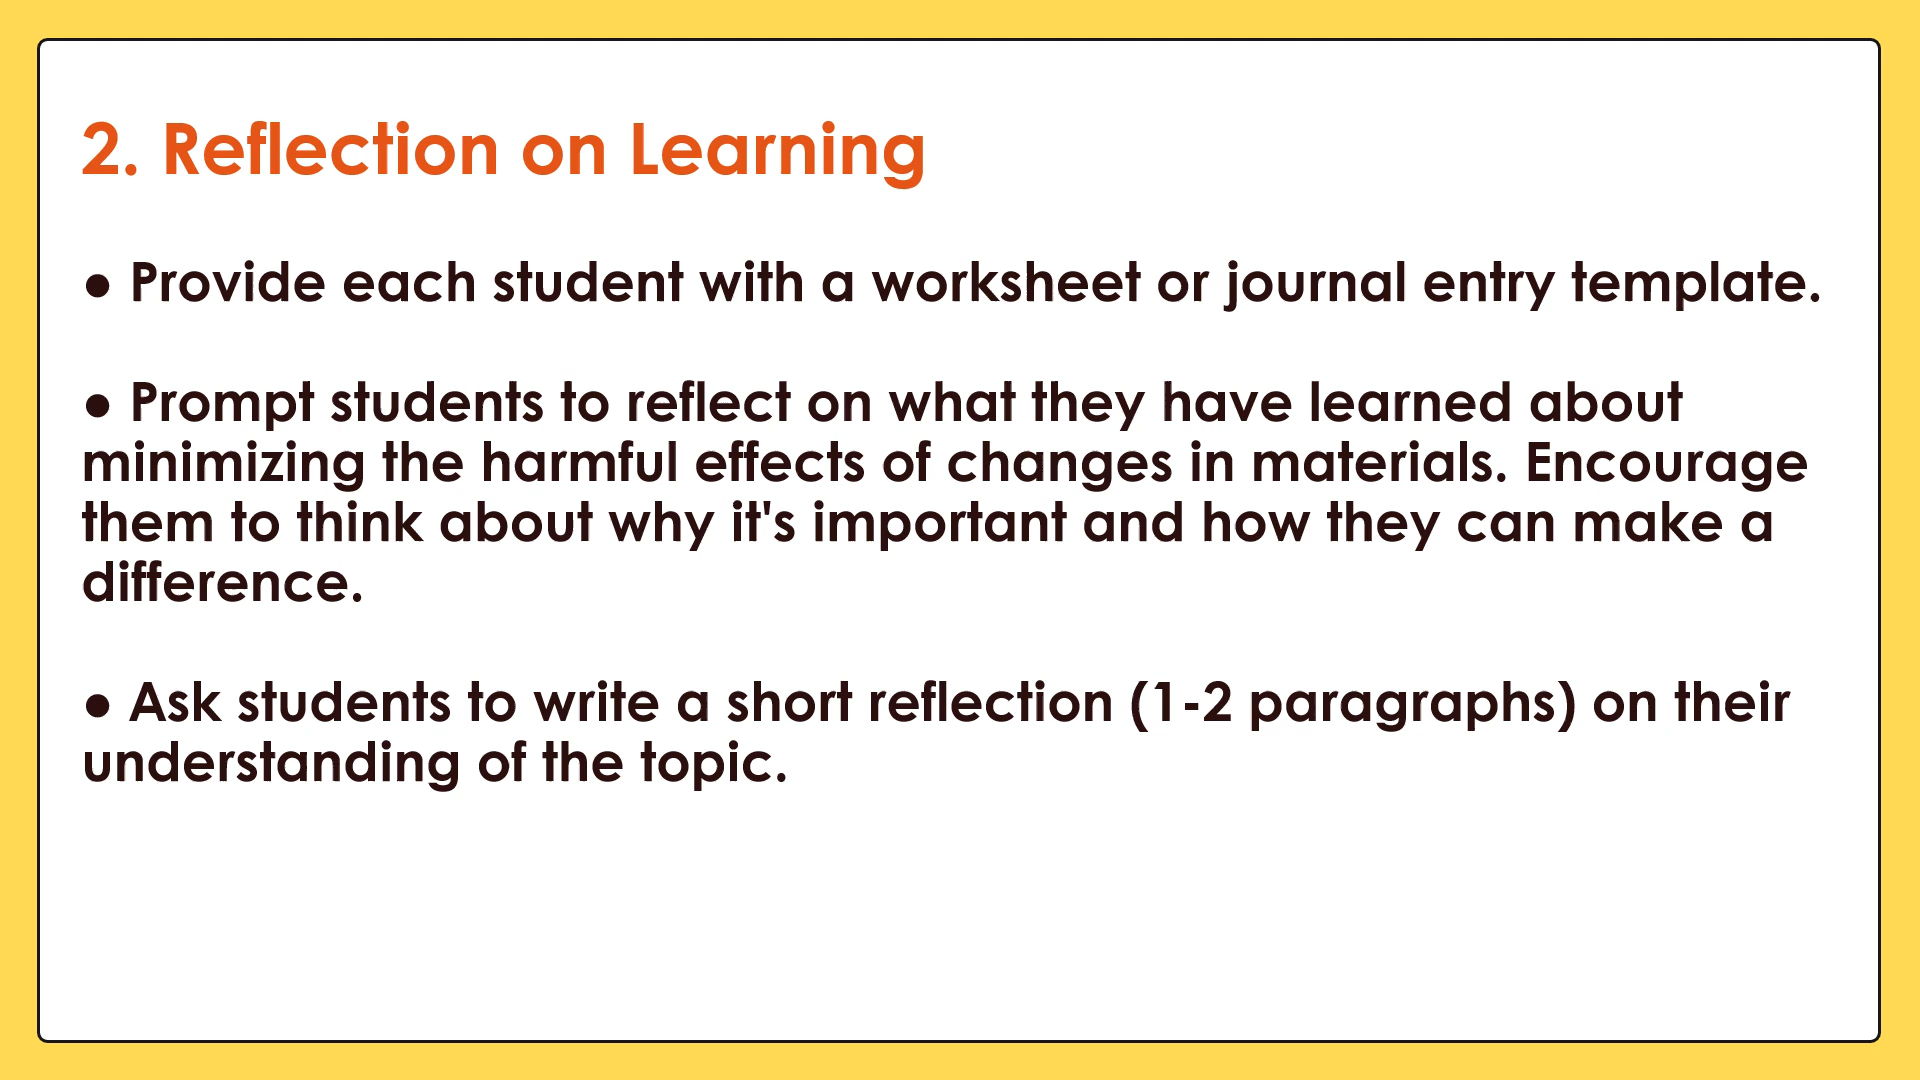 2. Reflection on Learning
● Provide each student with a worksheet or journal entry template.
● Prompt students to reflect on what they have learned about
minimizing the harmful effects of changes in materials. Encourage
them to think about why it's important and how they can make a
difference.
● Ask students to write a short reflection (1-2 paragraphs) on their
understanding of the topic.